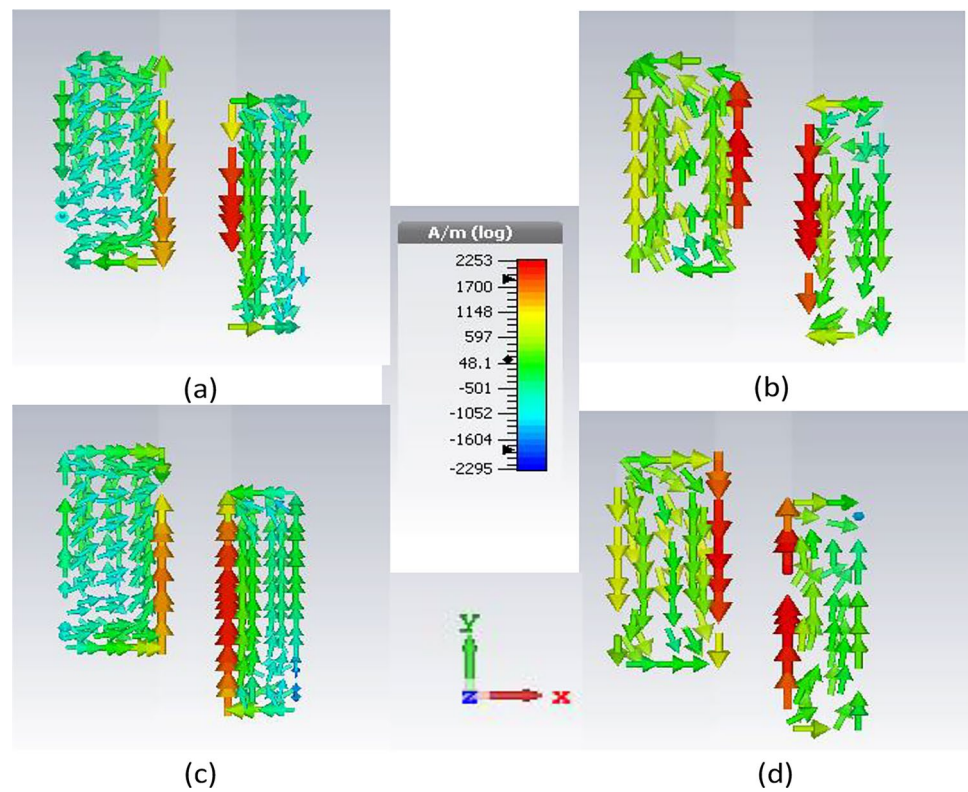 A/m (log)
2253
1700
1148
597
48.1
-501
-1052
-1604
-2295
(a)
(b)
Y
Z
X
(c)
(d)